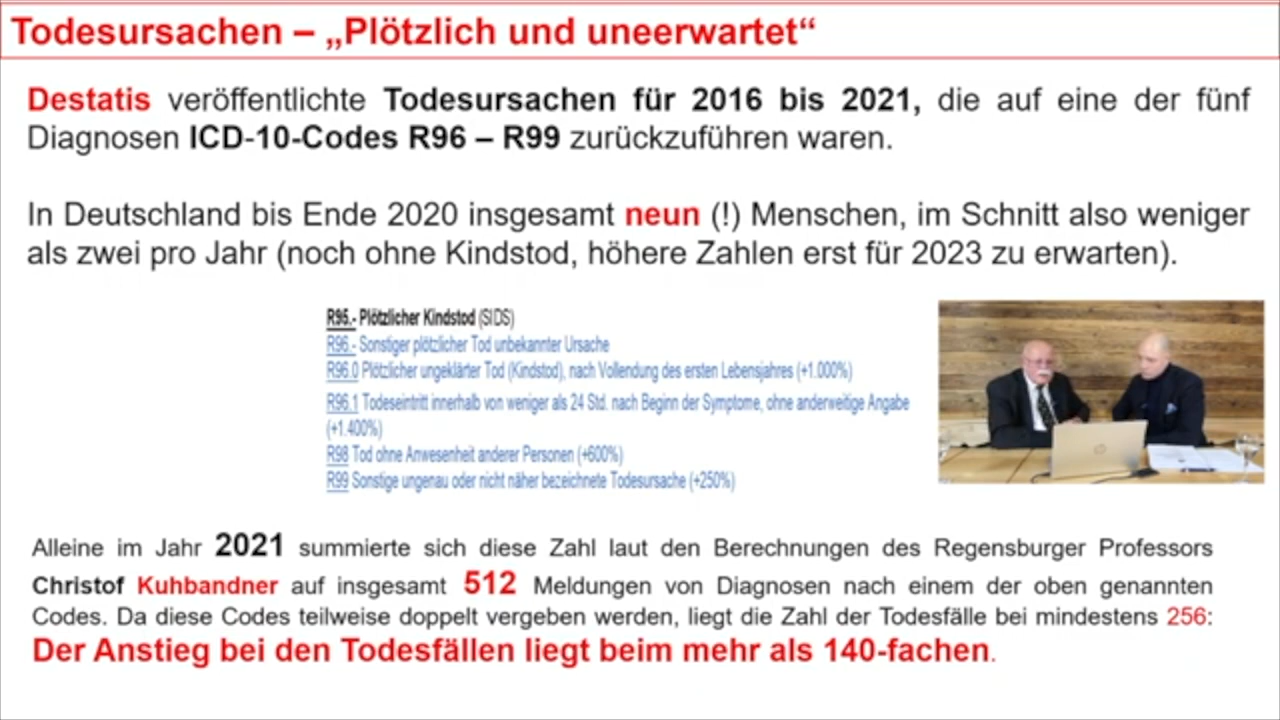 Todesursachen – „Plötzlich und uneerwartet“
Destatis veröffentlichte Todesursachen für 2016 bis 2021, die auf eine der fünf
Diagnosen ICD-10-Codes R96 – R99 zurückzuführen waren.
In Deutschland bis Ende 2020 insgesamt neun (!) Menschen, im Schnitt also weniger
als zwei pro Jahr (noch ohne Kindstod, höhere Zahlen erst für 2023 zu erwarten).
R95.- Plötzlicher Kindstod (SIDS)
R96.- Sonstiger plötzlicher Tod unbekannter Ursache
R96.0 Plötzlicher ungeklärter Tod (Kindstod), nach Vollendung des ersten Lebensjahres (+1.000%)
R96.1 Todeseintritt innerhalb von weniger als 24 Std. nach Beginn der Symptome, ohne anderweitige Angabe
(+1.400%)
R98 Tod ohne Anwesenheit anderer Personen (+600%)
R99 Sonstige ungenau oder nicht näher bezeichnete Todesursache (+250%)
Alleine im Jahr 2021 summierte sich diese Zahl laut den Berechnungen des Regensburger Professors
Christof Kuhbandner auf insgesamt 512 Meldungen von Diagnosen nach einem der oben genannten
Codes. Da diese Codes teilweise doppelt vergeben werden, liegt die Zahl der Todesfälle bei mindestens 256:
Der Anstieg bei den Todesfällen liegt beim mehr als 140-fachen.